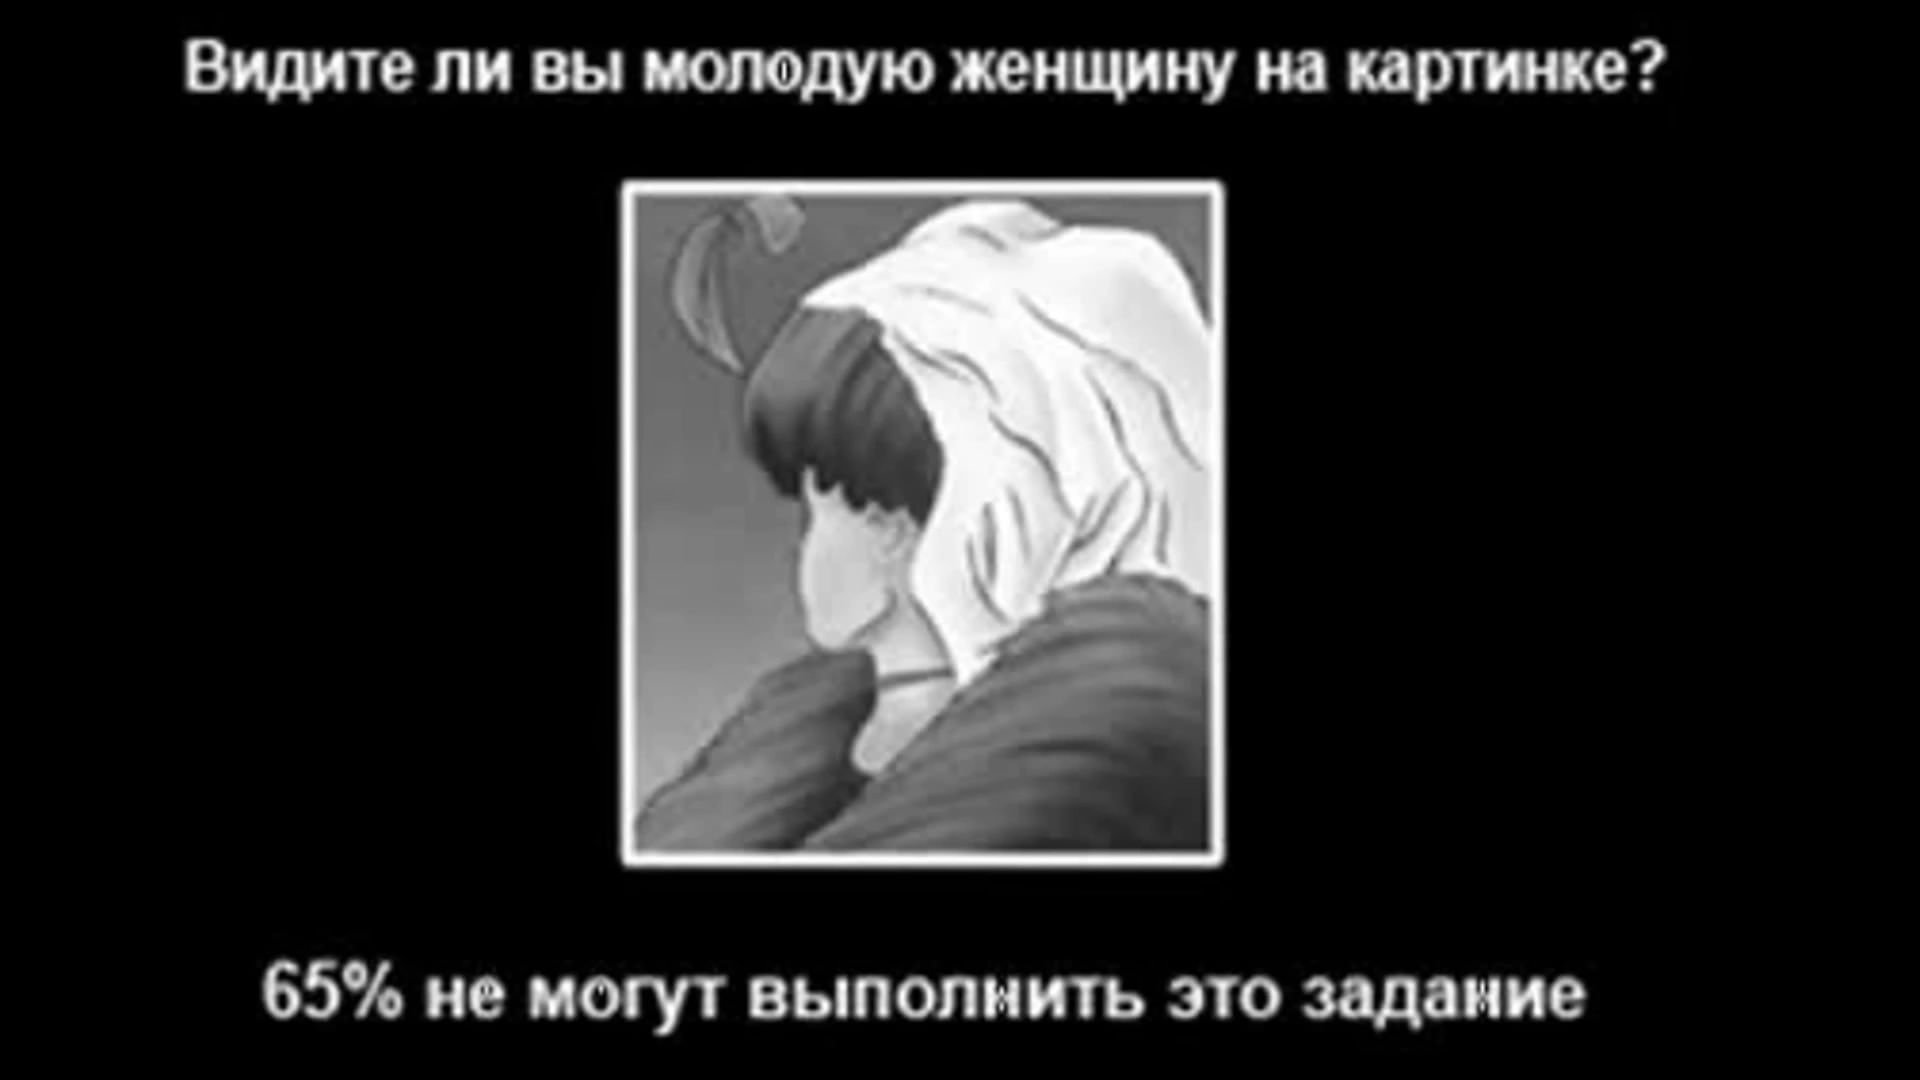 Видите ли вы молодую женщину на картинке?
65% не могут выполнить это задание